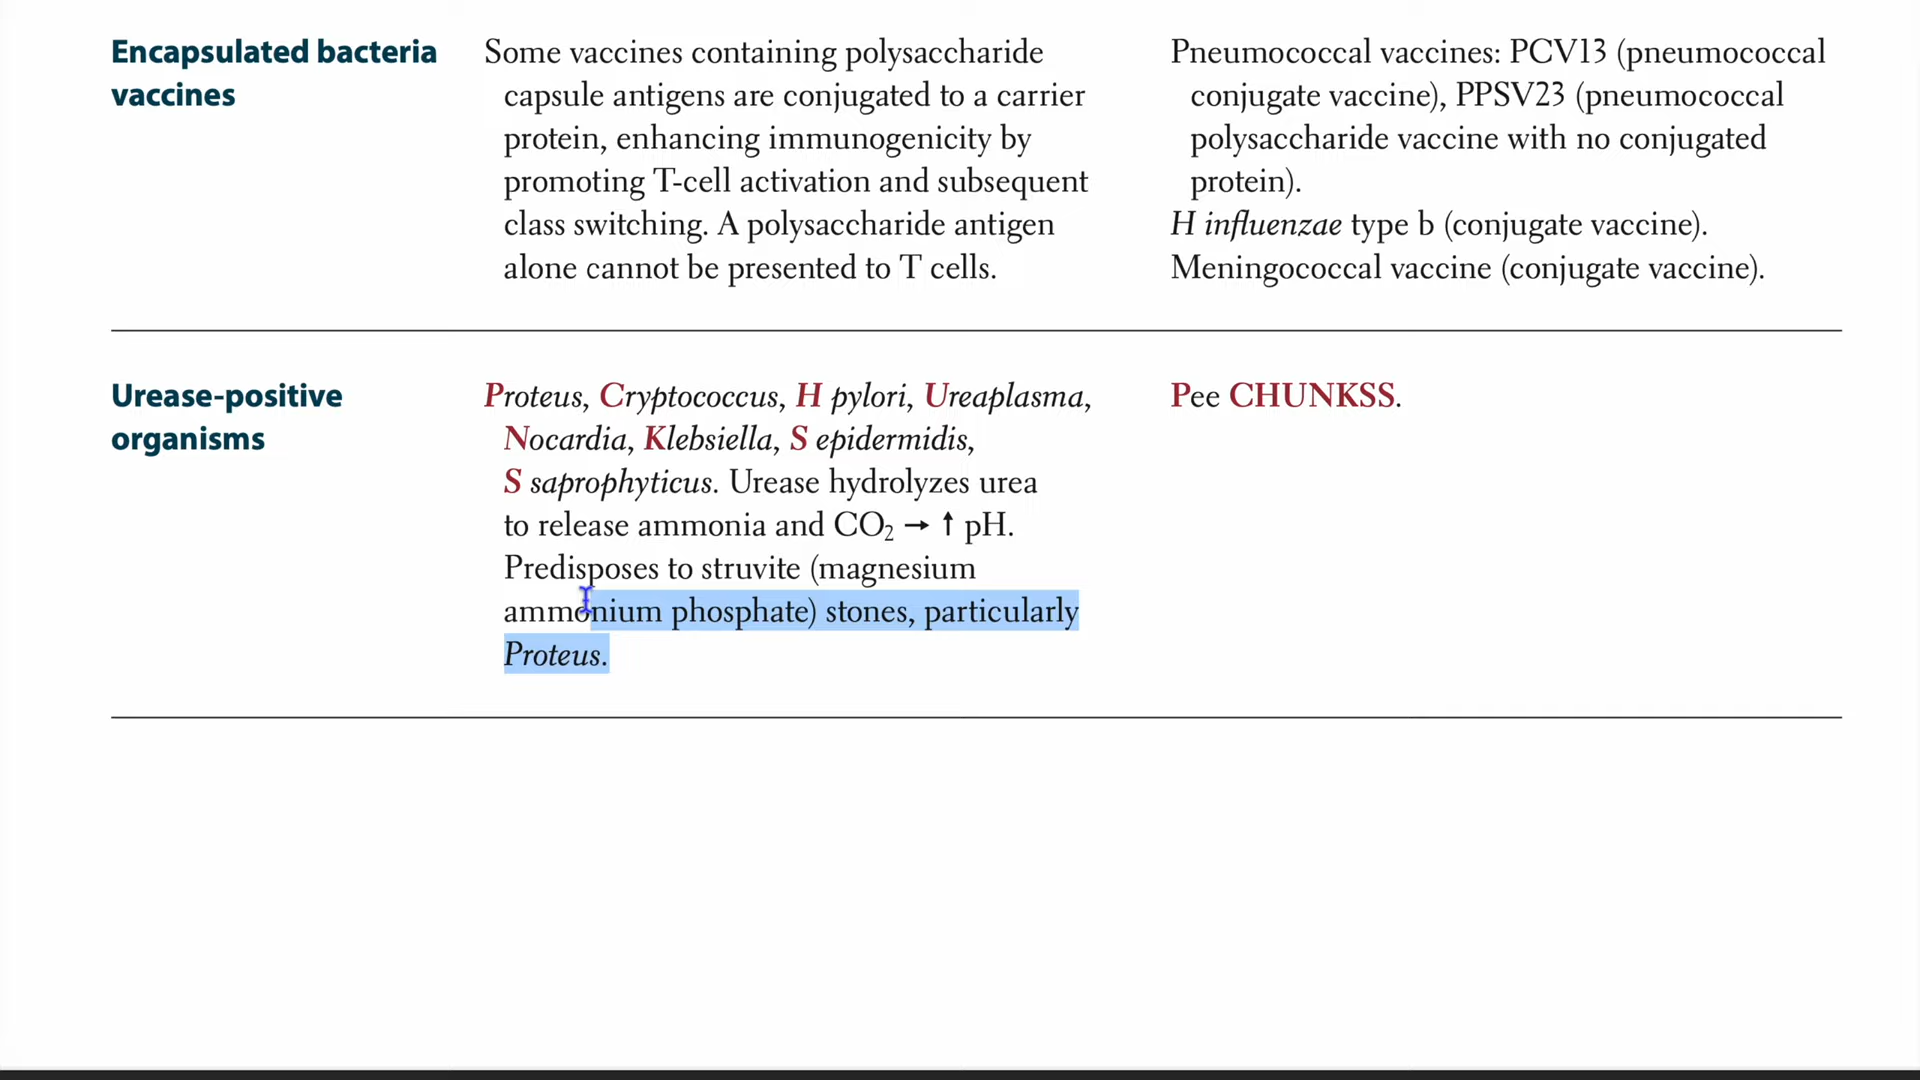 Encapsulated bacteria
vaccines
Some vaccines containing polysaccharide
capsule antigens are conjugated to a carrier
protein, enhancing immunogenicity by
promoting T-cell activation and subsequent
class switching. A polysaccharide antigen
alone cannot be presented to T cells.
Pneumococcal vaccines: PCV13 (pneumococcal
conjugate vaccine), PPSV23 (pneumococcal
polysaccharide vaccine with no conjugated
protein).
H influenzae type b (conjugate vaccine).
Meningococcal vaccine (conjugate vaccine).
Urease-positive
organisms
Proteus, Cryptococcus, H pylori, Ureaplasma,
Nocardia, Klebsiella, S epidermidis,
S saprophyticus. Urease hydrolyzes urea
to release ammonia and CO₂ → ↑ pH.
Predisposes to struvite (magnesium
ammonium phosphate) stones, particularly
Proteus.
Pee CHUNKSS.